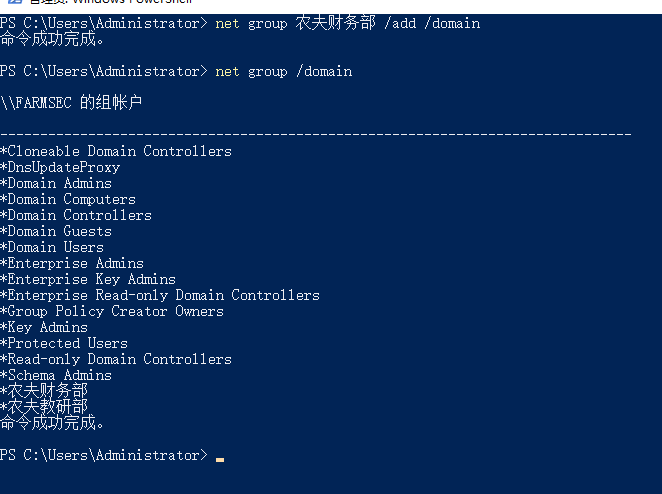 管理员: Windows PowerShell
PS C:\Users\Administrator> net group 农夫财务部 /add /domain
命令成功完成。
PS C:\Users\Administrator> net group /domain
\\FARMSEC 的组帐户
-------------------------------------------------------------------------------
*Cloneable Domain Controllers
*DnsUpdateProxy
*Domain Admins
*Domain Computers
*Domain Controllers
*Domain Guests
*Domain Users
*Enterprise Admins
*Enterprise Key Admins
*Enterprise Read-only Domain Controllers
*Group Policy Creator Owners
*Key Admins
*Protected Users
*Read-only Domain Controllers
*Schema Admins
*农夫财务部
*农夫教研部
命令成功完成。
PS C:\Users\Administrator>